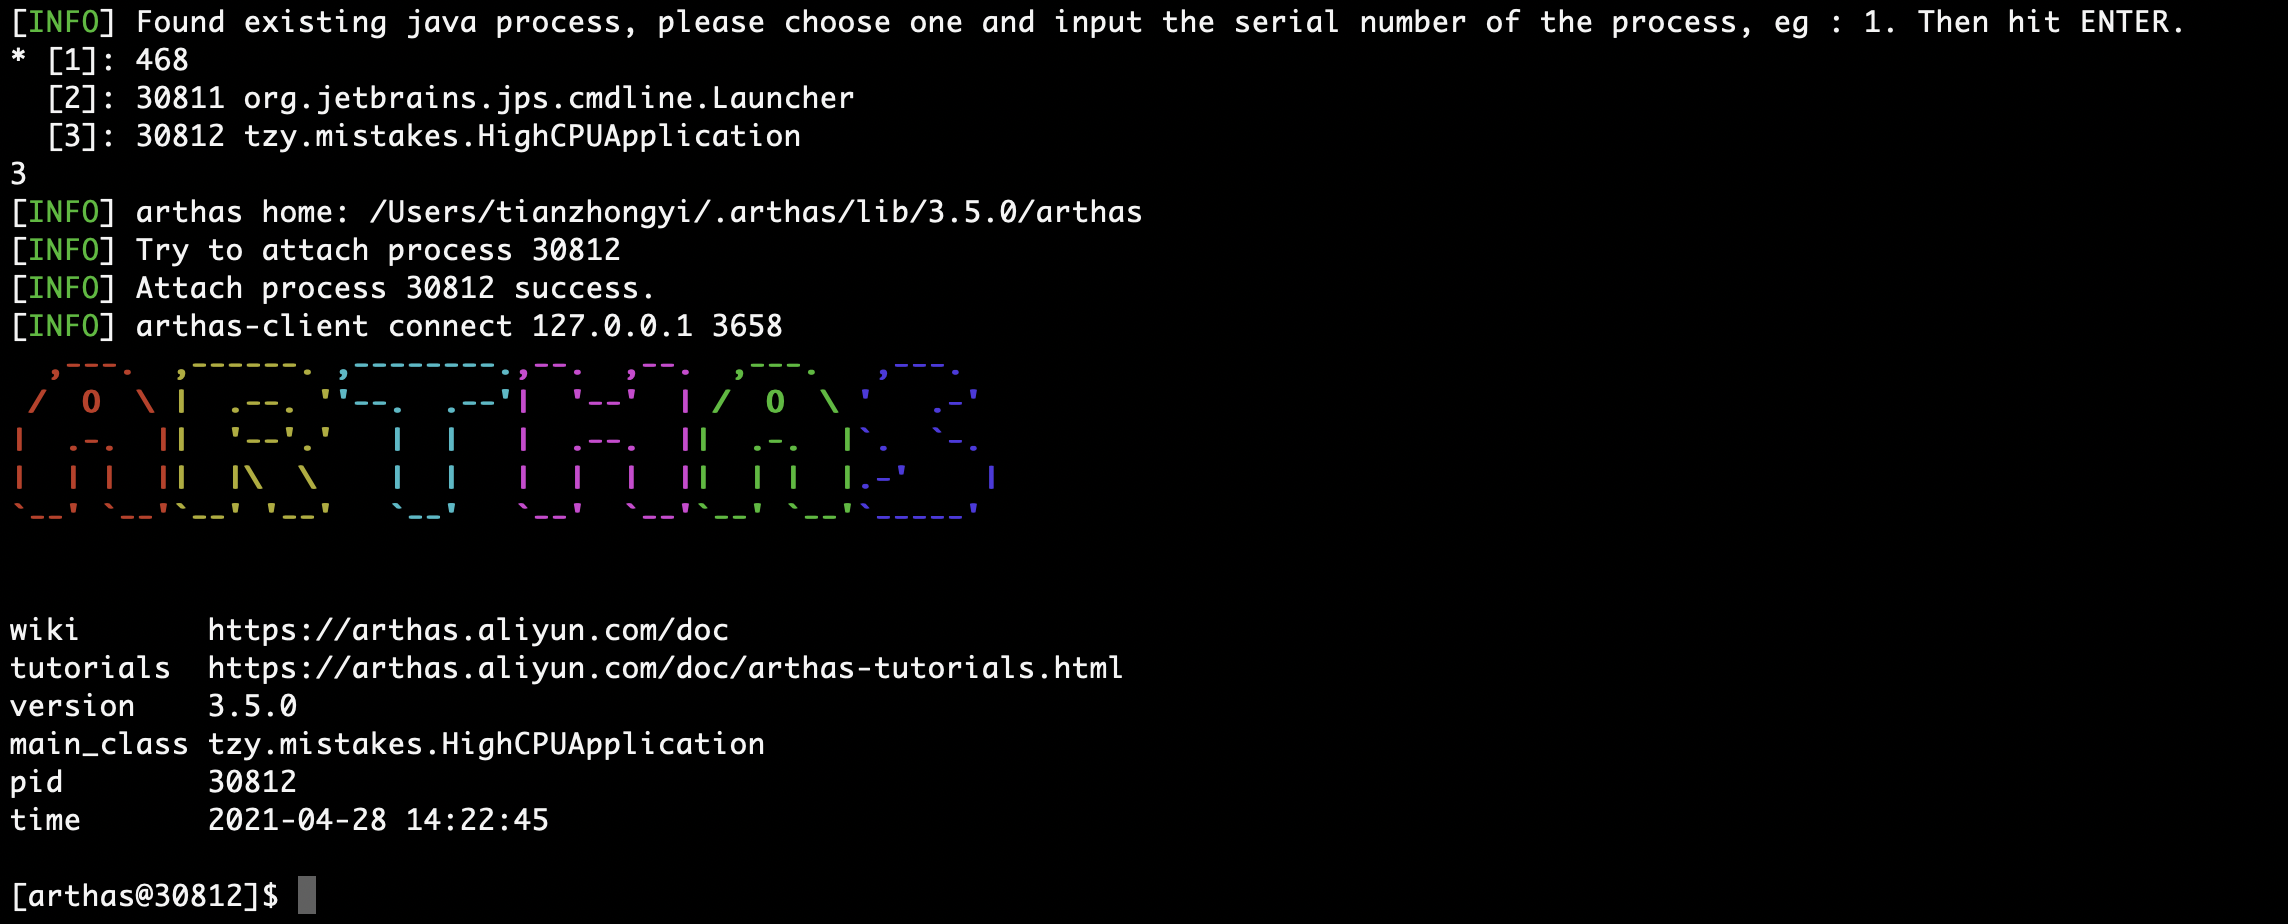 [INFO] Found existing java process, please choose one and input the serial number of the process, eg : 1. Then hit ENTER.
* [1]: 468
  [2]: 30811 org.jetbrains.jps.cmdline.Launcher
  [3]: 30812 tzy.mistakes.HighCPUApplication
3
[INFO] arthas home: /Users/tianzhongyi/.arthas/lib/3.5.0/arthas
[INFO] Try to attach process 30812
[INFO] Attach process 30812 success.
[INFO] arthas-client connect 127.0.0.1 3658
ARTHAS
wiki       https://arthas.aliyun.com/doc
tutorials  https://arthas.aliyun.com/doc/arthas-tutorials.html
version    3.5.0
main_class tzy.mistakes.HighCPUApplication
pid        30812
time       2021-04-28 14:22:45
[arthas@30812]$